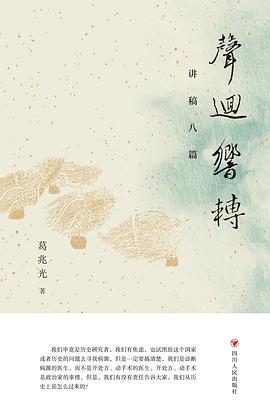 聲迴響轉
讲稿八篇
葛兆光 著
我们毕竟是历史研究者，我们有焦虑，也试图给这个国家
或者历史的问题去寻找病源，但是一定要搞清楚，我们是诊断
病源的医生，而不是开处方、动手术的医生，开处方、动手术
是政治家的事情。但是，我们有没有责任告诉大家，我们从历
史上是怎么过来的？
四川人民出版社